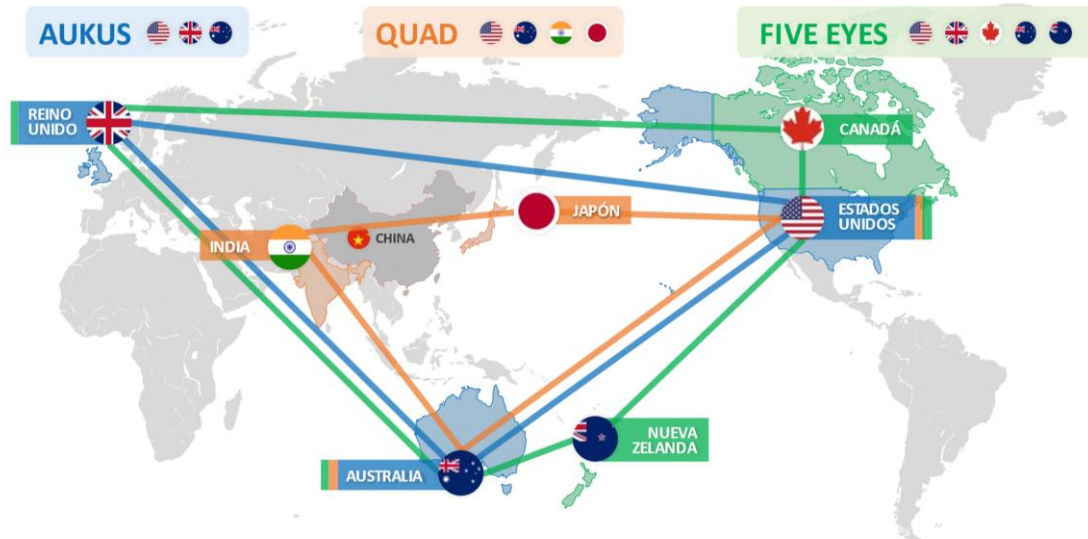 AUKUS
QUAD
FIVE EYES
REINO
UNIDO
CANADÁ
JAPÓN
ESTADOS
UNIDOS
INDIA
CHINA
NUEVA
ZELANDA
AUSTRALIA